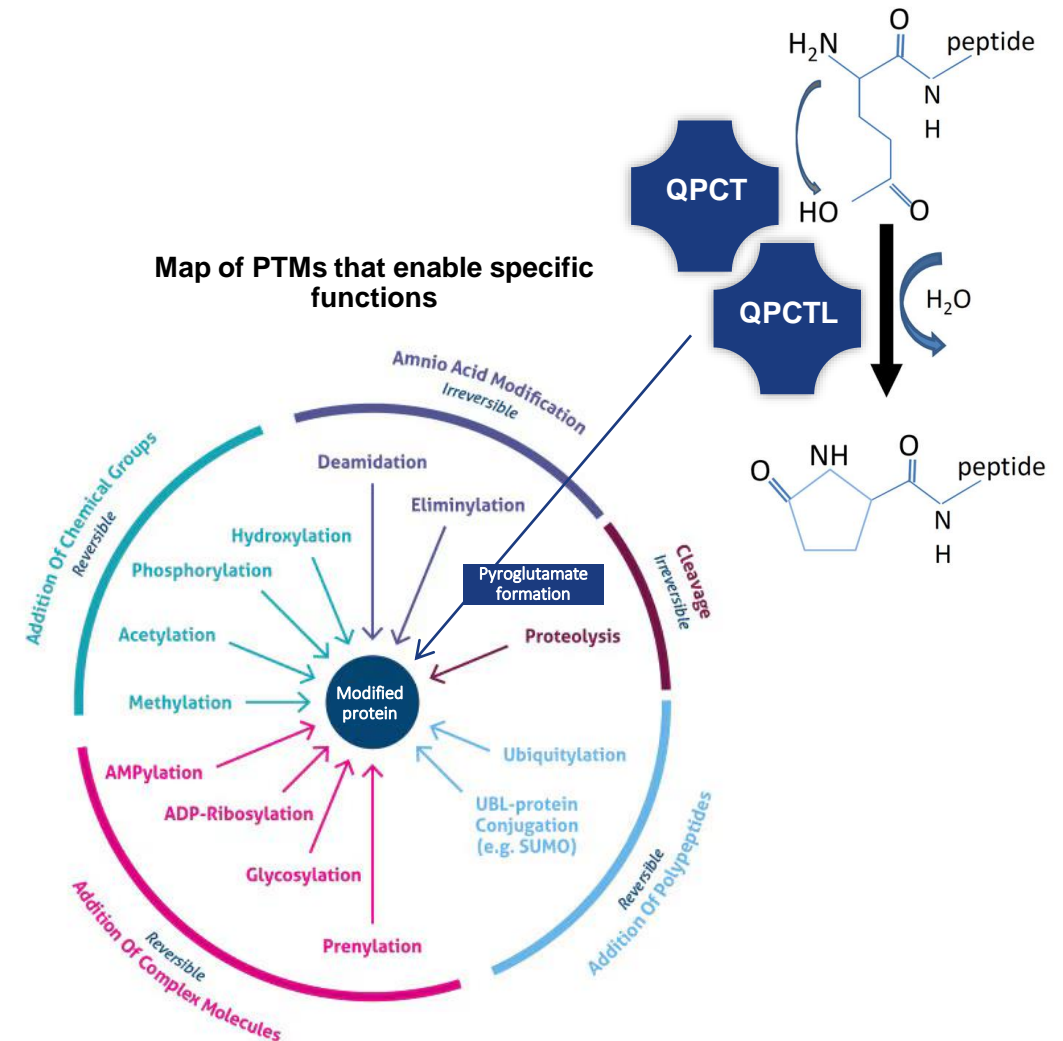 O
H₂N
peptide
N
H
QPCT
HO
O
Map of PTMs that enable specific
functions
QPCTL
H₂O
Amnio Acid Modification
Irreversible
Addition Of Chemical Groups
Reversible
Deamidation
Eliminylation
Hydroxylation
Phosphorylation
Acetylation
Methylation
Pyroglutamate
formation
Proteolysis
Cleavage
Irreversible
O
NH
O
peptide
N
H
Modified
protein
AMPylation
ADP-Ribosylation
Glycosylation
Prenylation
Ubiquitylation
UBL-protein
Conjugation
(e.g. SUMO)
Reversible
Addition Of Polypeptides
Reversible
Addition Of Complex Molecules